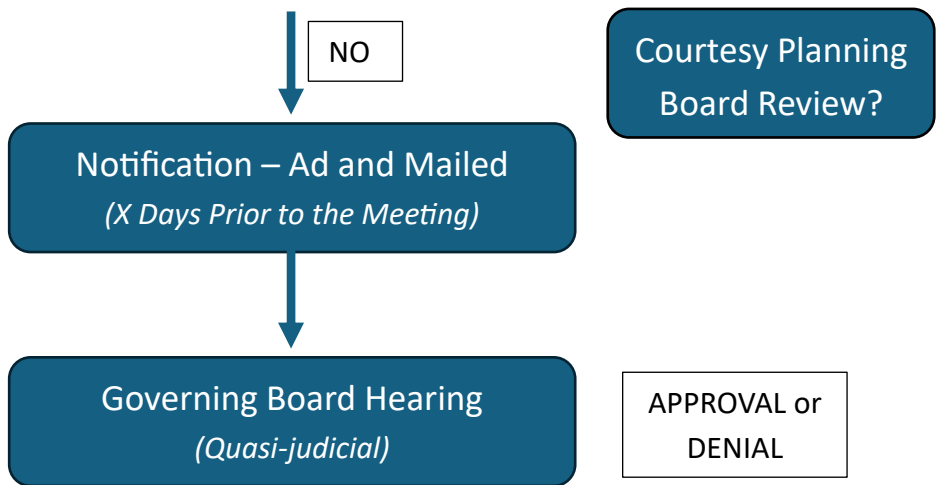 NO
Courtesy Planning
Board Review?
Notification – Ad and Mailed
(X Days Prior to the Meeting)
Governing Board Hearing
(Quasi-judicial)
APPROVAL or
DENIAL